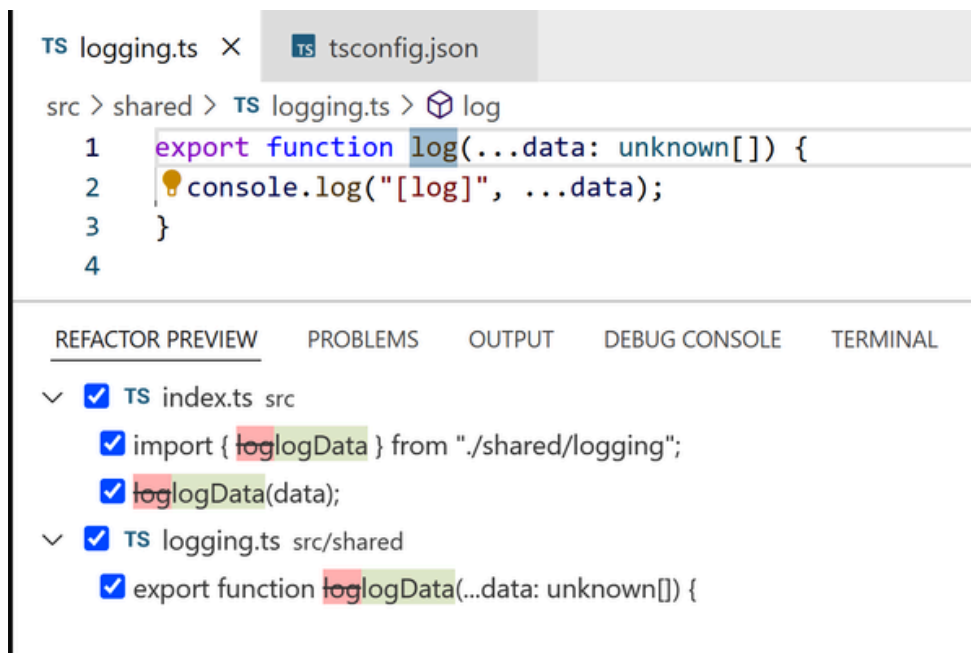 TS logging.ts × TS tsconfig.json
src > shared > TS logging.ts > log
1 export function log(...data: unknown[]) {
2 console.log("[log]", ...data);
3 }
4
REFACTOR PREVIEW PROBLEMS OUTPUT DEBUG CONSOLE TERMINAL
TS index.ts src
import { loglogData } from "./shared/logging";
loglogData(data);
TS logging.ts src/shared
export function loglogData(...data: unknown[]) {